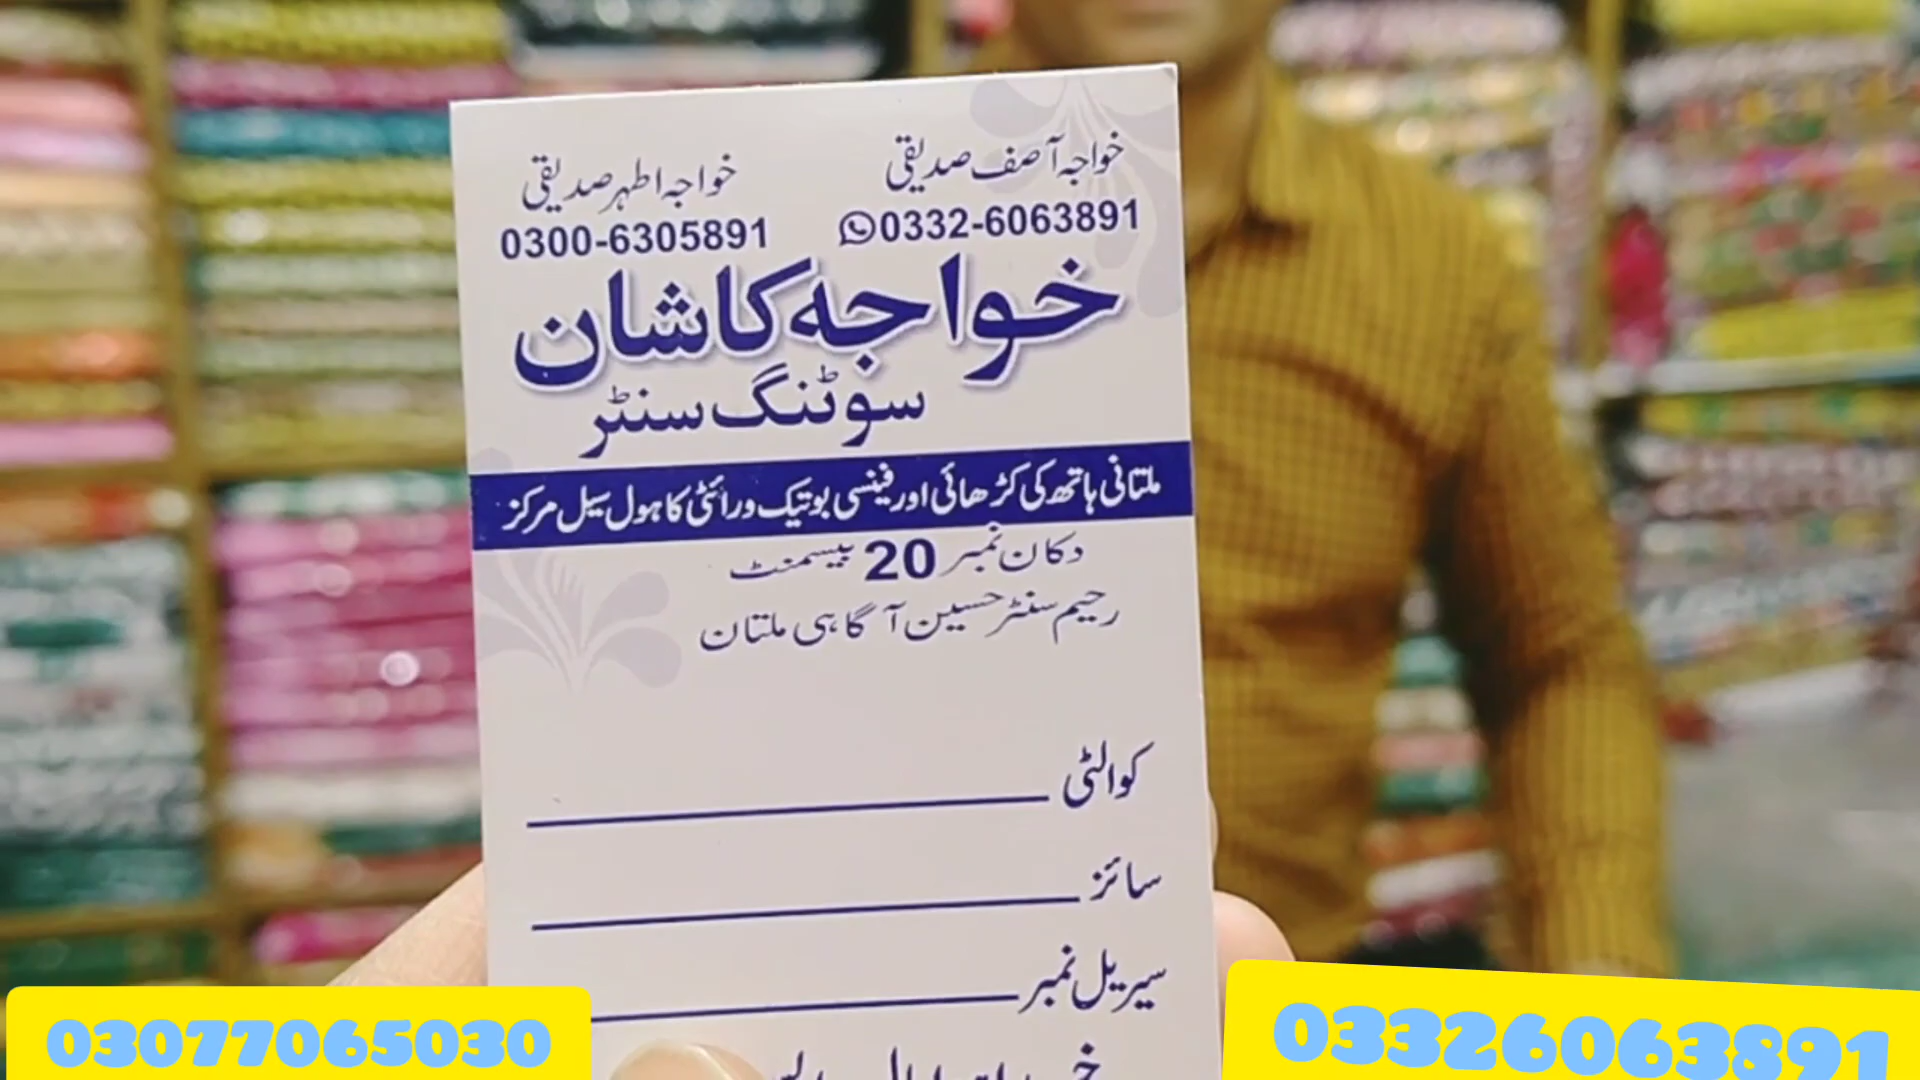 خواجہ آصف صدیقی
0332-6063891
خواجہ اطہر صدیقی
0300-6305891
خواجہ کاشان
سوٹنگ سنٹر
ملتانی ہاتھ کی کڑھائی اور فینسی بوتیک ورائٹی کا ہول سیل مرکز
دکان نمبر 20 بیسمنٹ
رحیم سنٹر حسین آگاہی ملتان
کوالٹی
سائز
سیریل نمبر
03077065030
03326063891